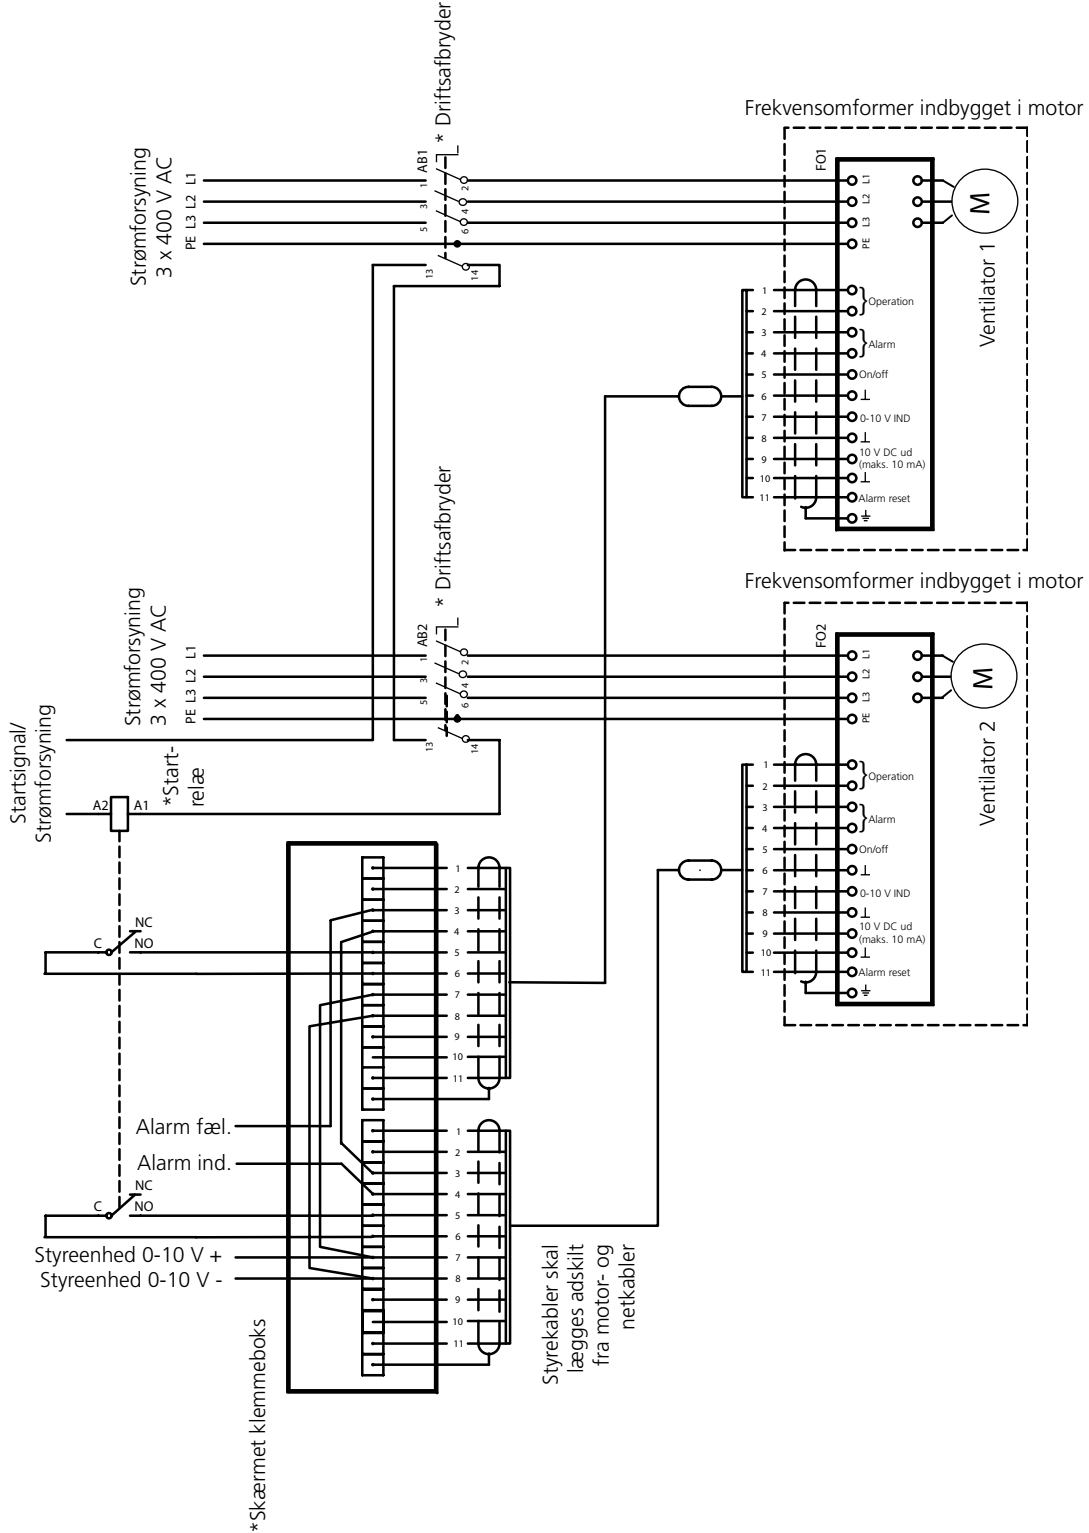 * Driftsafbryder
Strømforsyning
3 x 400 V AC
PE L3 L2 L1
AB1
1
2
3
4
5
6
13
14
Frekvensomformer indbygget i motor
FO1
L1
L2
L3
PE
M
Ventilator 1
1
2
3
4
5
6
7
8
9
10
11
Operation
Alarm
On/off
0-10 V IND
10 V DC ud
(maks. 10 mA)
Alarm reset
* Driftsafbryder
Strømforsyning
3 x 400 V AC
PE L3 L2 L1
AB2
1
2
3
4
5
6
13
14
Frekvensomformer indbygget i motor
FO2
L1
L2
L3
PE
M
Ventilator 2
1
2
3
4
5
6
7
8
9
10
11
Operation
Alarm
On/off
0-10 V IND
10 V DC ud
(maks. 10 mA)
Alarm reset
Startsignal/
Strømforsyning
*Start-
relæ
A2
A1
NC
C
NO
1
2
3
4
5
6
7
8
9
10
11
Alarm fæl.
Alarm ind.
NC
C
NO
Styreenhed 0-10 V +
Styreenhed 0-10 V -
1
2
3
4
5
6
7
8
9
10
11
*Skærmet klemmeboks
Styrekabler skal
lægges adskilt
fra motor- og
netkabler